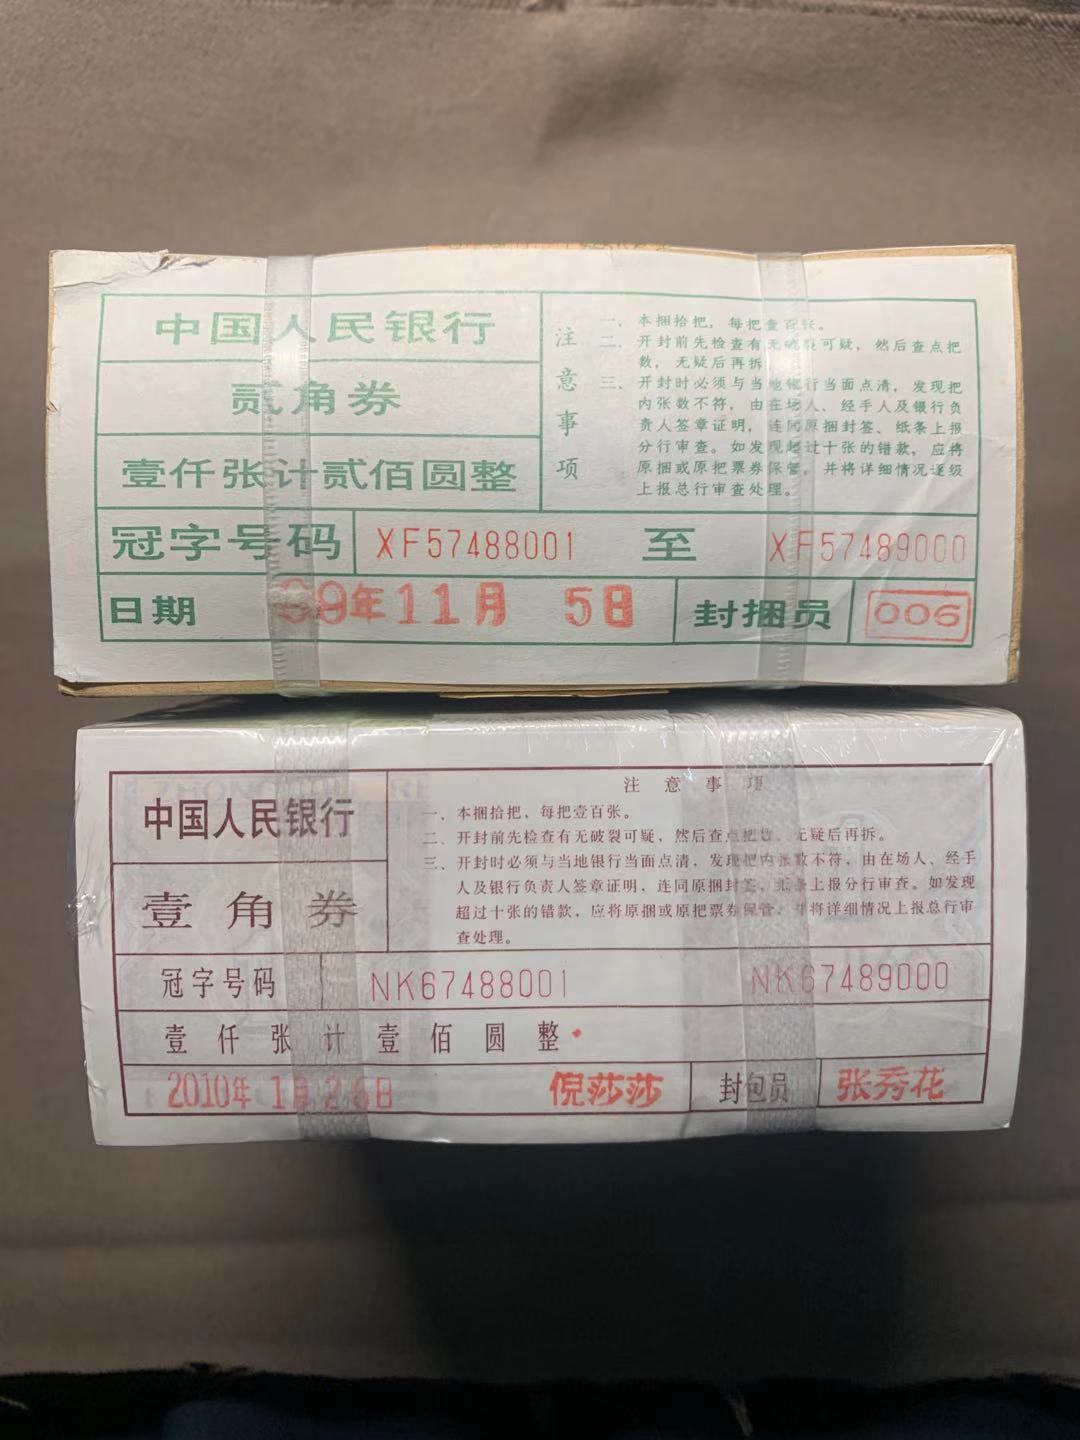 中国人民银行
贰角券
壹仟张计贰佰圆整
注意事项
一、本捆拾把，每把壹百张。
二、开封前先检查有无破裂可疑，然后查点把
数，无疑后再拆。
三、开封时必须与当地银行当面点清，发现把
内张数不符，由在场人、经手人及银行负
责人签章证明，连同原捆封签、纸条上报
分行审查。如发现超过十张的错款，应将
原捆或原把票券保管，并将详细情况逐级
上报总行审查处理。
冠字号码 XF57488001 至 XF57489000
日期 99年11月 5日 封捆员 006
中国人民银行
壹角券
注意事项
一、本捆拾把，每把壹百张。
二、开封前先检查有无破裂可疑，然后查点把数，无疑后再拆。
三、开封时必须与当地银行当面点清，发现把内张数不符，由在场人、经手
人及银行负责人签章证明，连同原捆封签，纸条上报分行审查。如发现
超过十张的错款，应将原捆或原把票券保管，并将详细情况上报总行审
查处理。
冠字号码 NK67488001 NK67489000
壹仟张计壹佰圆整
2010年 1月26日 倪莎莎 封包员 张秀花